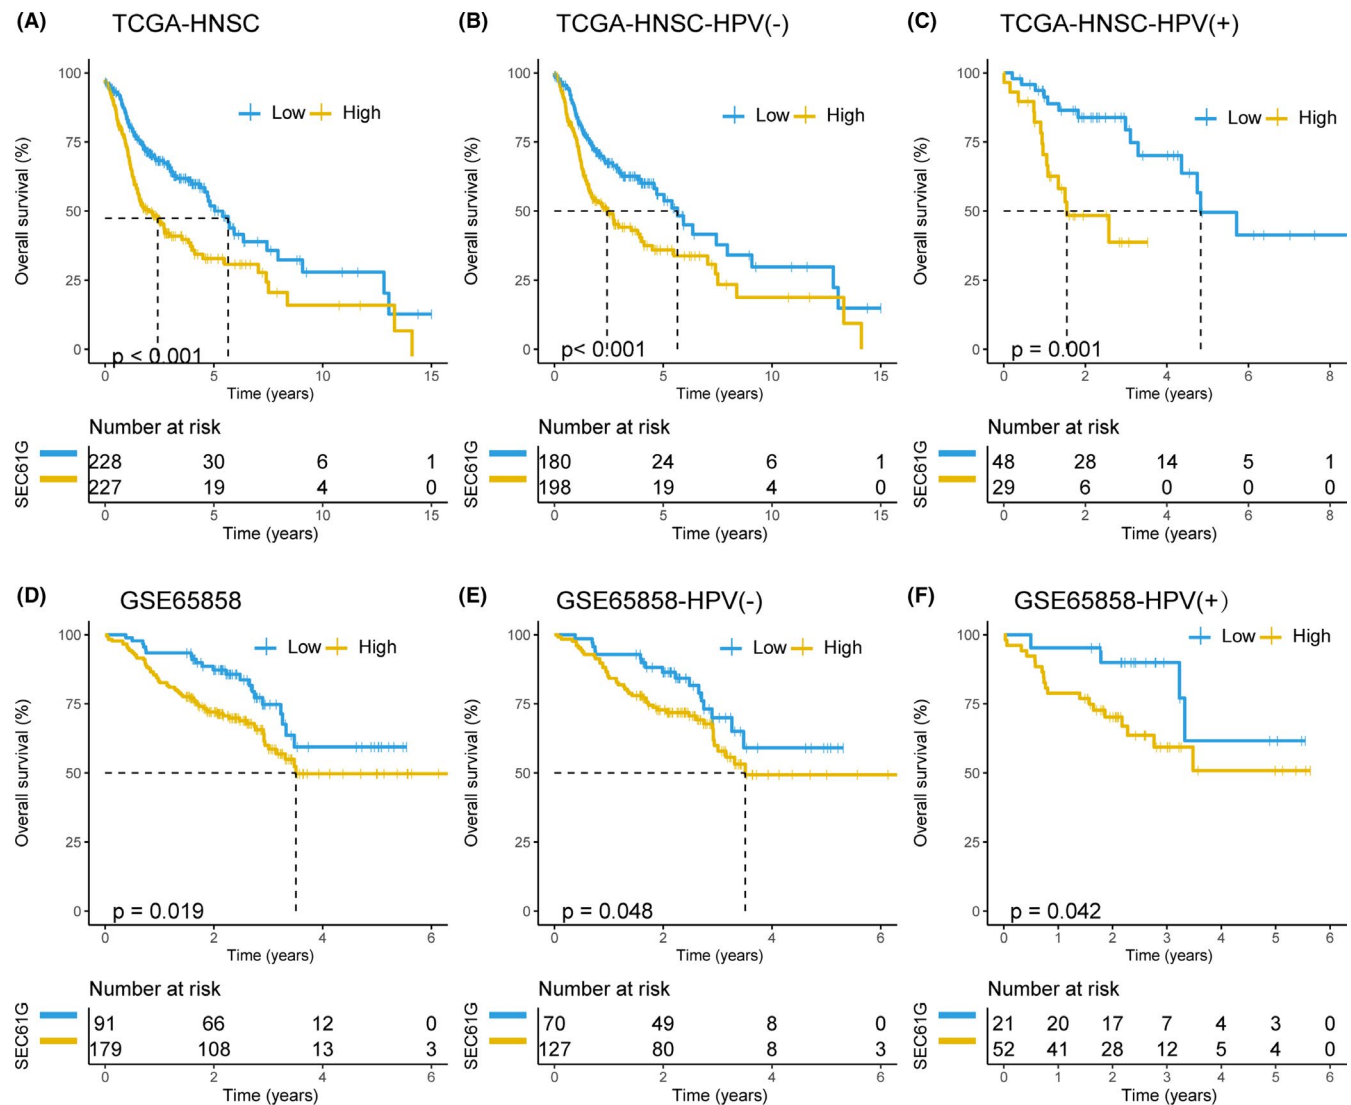 (A) TCGA-HNSC
Overall survival (%)
100
75
50
25
0
Low High
p < 0.001
0 5 10 15
Time (years)
Number at risk
SEC61G
228 30 6 1
227 19 4 0
0 5 10 15
Time (years)
(B) TCGA-HNSC-HPV(-)
Overall survival (%)
100
75
50
25
0
Low High
p< 0.001
0 5 10 15
Time (years)
Number at risk
SEC61G
180 24 6 1
198 19 4 0
0 5 10 15
Time (years)
(C) TCGA-HNSC-HPV(+)
Overall survival (%)
100
75
50
25
0
Low High
p = 0.001
0 2 4 6 8
Time (years)
Number at risk
SEC61G
48 28 14 5 1
29 6 0 0 0
0 2 4 6 8
Time (years)
(D) GSE65858
Overall survival (%)
100
75
50
25
0
Low High
p = 0.019
0 2 4 6
Time (years)
Number at risk
SEC61G
91 66 12 0
179 108 13 3
0 2 4 6
Time (years)
(E) GSE65858-HPV(-)
Overall survival (%)
100
75
50
25
0
Low High
p = 0.048
0 2 4 6
Time (years)
Number at risk
SEC61G
70 49 8 0
127 80 8 3
0 2 4 6
Time (years)
(F) GSE65858-HPV(+)
Overall survival (%)
100
75
50
25
0
Low High
p = 0.042
0 1 2 3 4 5 6
Time (years)
Number at risk
SEC61G
21 20 17 7 4 3 0
52 41 28 12 5 4 0
0 1 2 3 4 5 6
Time (years)